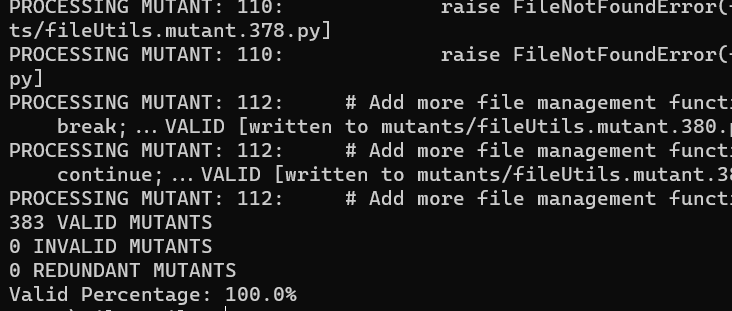 PROCESSING MUTANT: 110:             raise FileNotFoundError(
ts/fileUtils.mutant.378.py]
PROCESSING MUTANT: 110:             raise FileNotFoundError(
py]
PROCESSING MUTANT: 112:     # Add more file management functi
    break;...VALID [written to mutants/fileUtils.mutant.380.p
PROCESSING MUTANT: 112:     # Add more file management functi
    continue;...VALID [written to mutants/fileUtils.mutant.38
PROCESSING MUTANT: 112:     # Add more file management functi
383 VALID MUTANTS
0 INVALID MUTANTS
0 REDUNDANT MUTANTS
Valid Percentage: 100.0%